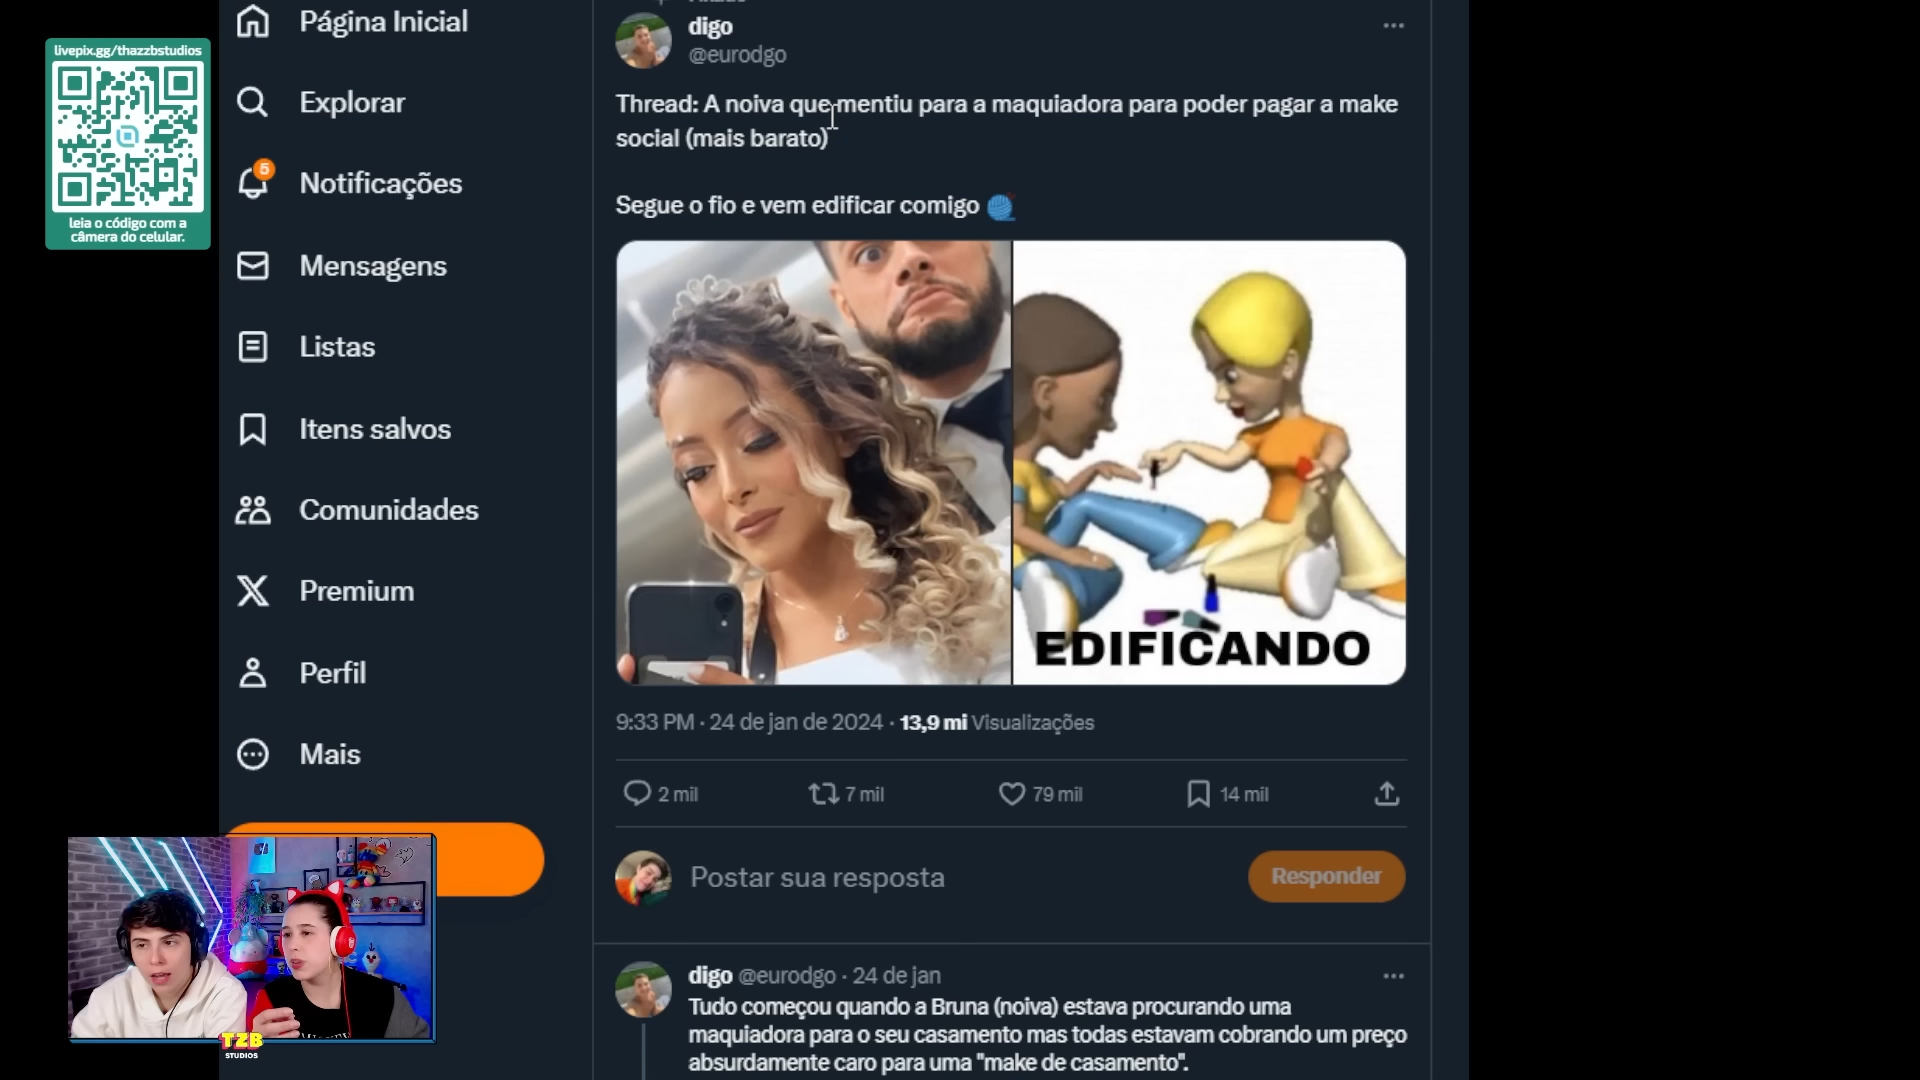 livepix.gg/thazzbstudios
leia o código com a
câmera do celular.
Página Inicial
Explorar
5
Notificações
Mensagens
Listas
Itens salvos
Comunidades
Premium
Perfil
Mais
TZB
STUDIOS
digo
@eurodgo
Thread: A noiva que mentiu para a maquiadora para poder pagar a make
social (mais barato)
Segue o fio e vem edificar comigo
EDIFICANDO
9:33 PM · 24 de jan de 2024 · 13,9 mi Visualizações
2 mil
7 mil
79 mil
14 mil
Postar sua resposta
Responder
digo @eurodgo · 24 de jan
Tudo começou quando a Bruna (noiva) estava procurando uma
maquiadora para o seu casamento mas todas estavam cobrando um preço
absurdamente caro para uma "make de casamento".